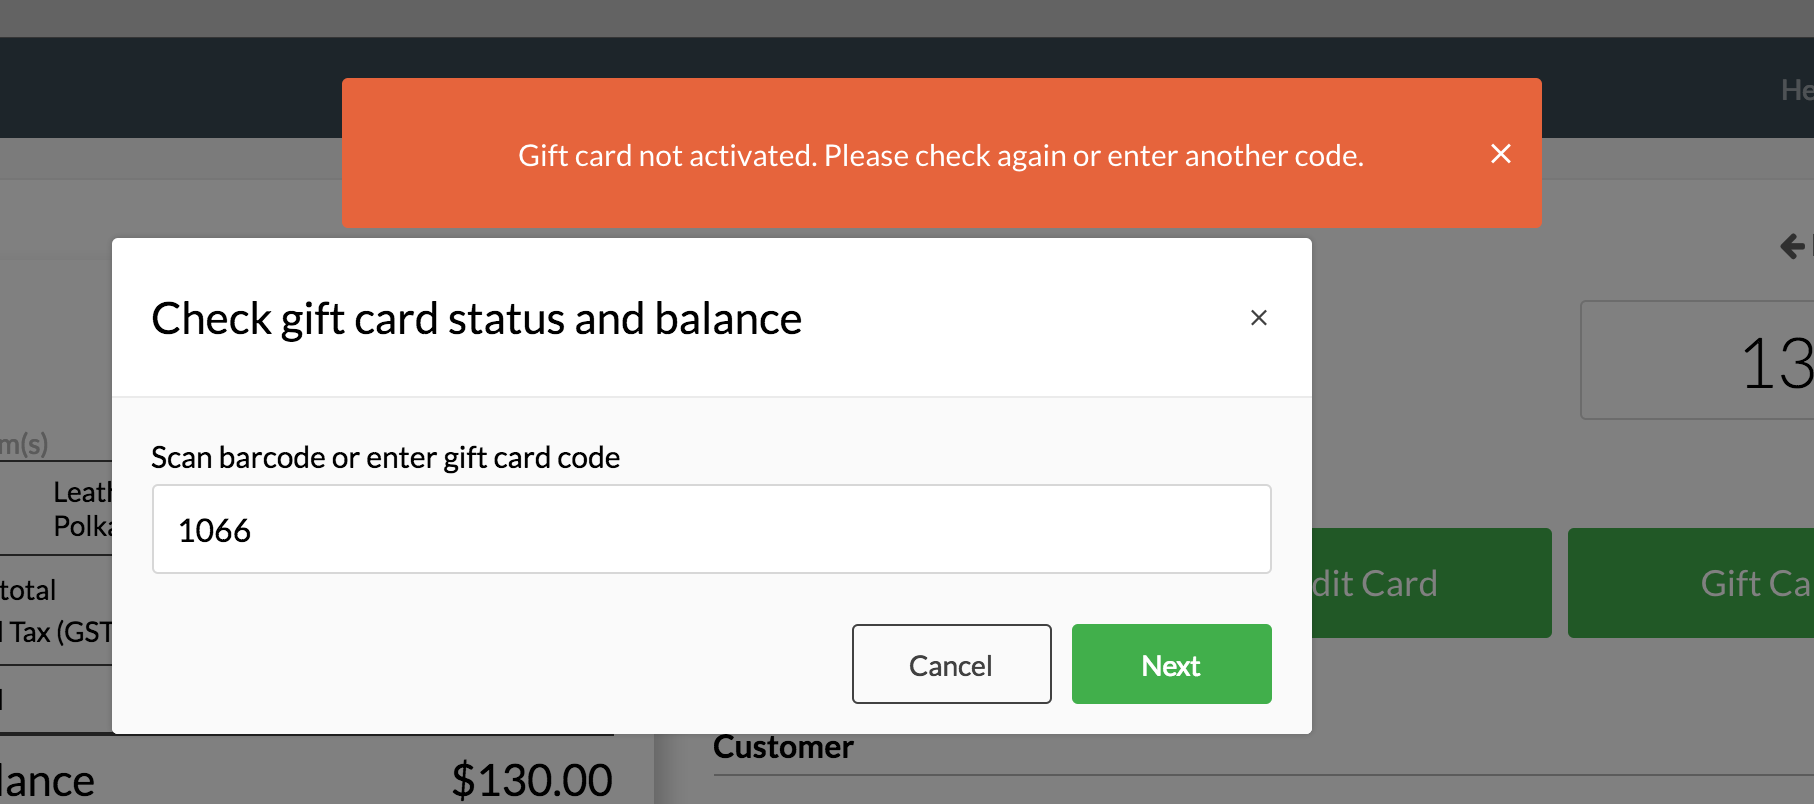 He
Gift card not activated. Please check again or enter another code.
Check gift card status and balance
13
m(s)
Scan barcode or enter gift card code
Leath
Polka
1066
total
dit Card
Gift Ca
Tax (GST
Cancel
Next
Customer
lance
$130.00